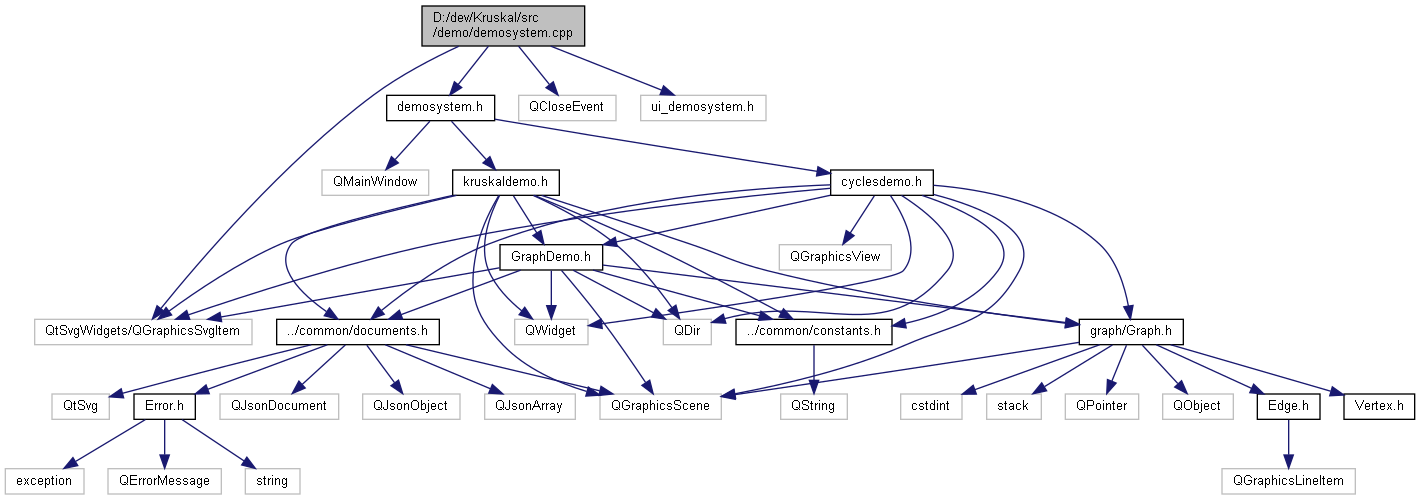 D:/dev/Kruskal/src
/demo/demosystem.cpp
demosystem.h
QCloseEvent
ui_demosystem.h
QMainWindow
kruskaldemo.h
cyclesdemo.h
GraphDemo.h
QGraphicsView
QtSvgWidgets/QGraphicsSvgItem
../common/documents.h
QWidget
QDir
../common/constants.h
graph/Graph.h
QtSvg
Error.h
QJsonDocument
QJsonObject
QJsonArray
QGraphicsScene
QString
cstdint
stack
QPointer
QObject
Edge.h
Vertex.h
exception
QErrorMessage
string
QGraphicsLineItem